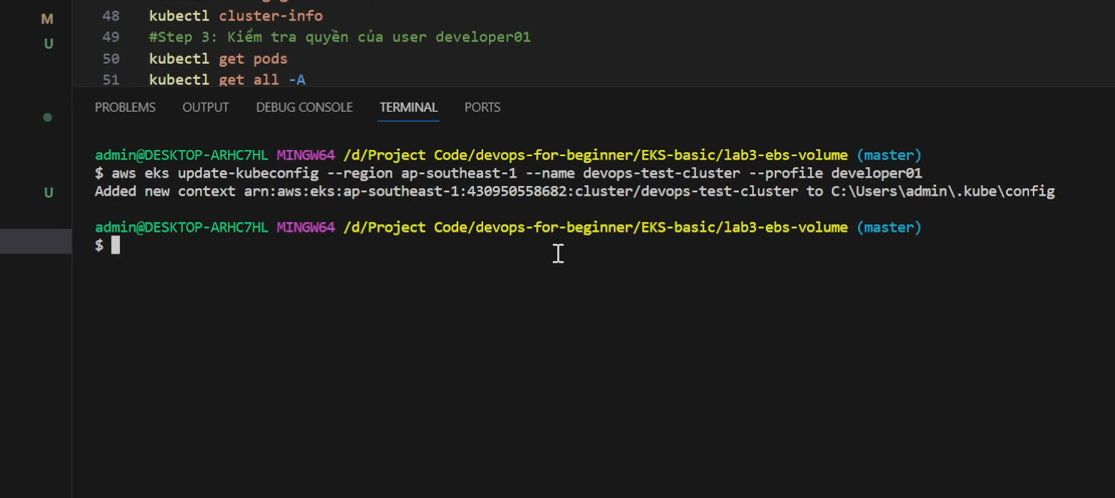 M
48 kubectl cluster-info
U
49 #Step 3: Kiểm tra quyền của user developer01
50 kubectl get pods
51 kubectl get all -A
PROBLEMS OUTPUT DEBUG CONSOLE TERMINAL PORTS
admin@DESKTOP-ARHC7HL MINGW64 /d/Project Code/devops-for-beginner/EKS-basic/lab3-ebs-volume (master)
$ aws eks update-kubeconfig --region ap-southeast-1 --name devops-test-cluster --profile developer01
U
Added new context arn:aws:eks:ap-southeast-1:430950558682:cluster/devops-test-cluster to C:\Users\admin\.kube\config
admin@DESKTOP-ARHC7HL MINGW64 /d/Project Code/devops-for-beginner/EKS-basic/lab3-ebs-volume (master)
$